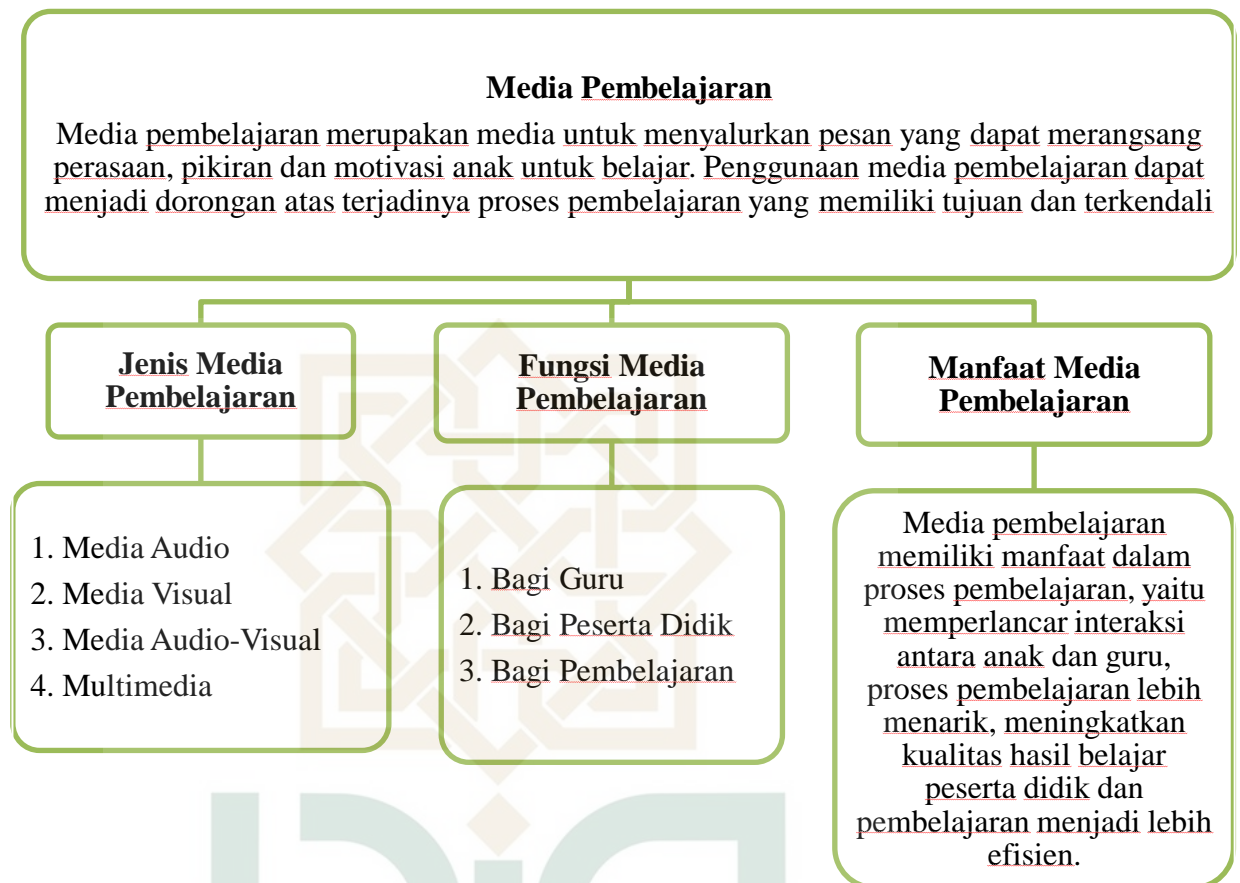 Media Pembelajaran
Media pembelajaran merupakan media untuk menyalurkan pesan yang dapat merangsang
perasaan, pikiran dan motivasi anak untuk belajar. Penggunaan media pembelajaran dapat
menjadi dorongan atas terjadinya proses pembelajaran yang memiliki tujuan dan terkendali
Jenis Media
Pembelajaran
1. Media Audio
2. Media Visual
3. Media Audio-Visual
4. Multimedia
Fungsi Media
Pembelajaran
1. Bagi Guru
2. Bagi Peserta Didik
3. Bagi Pembelajaran
Manfaat Media
Pembelajaran
Media pembelajaran
memiliki manfaat dalam
proses pembelajaran, yaitu
memperlancar interaksi
antara anak dan guru,
proses pembelajaran lebih
menarik, meningkatkan
kualitas hasil belajar
peserta didik dan
pembelajaran menjadi lebih
efisien.